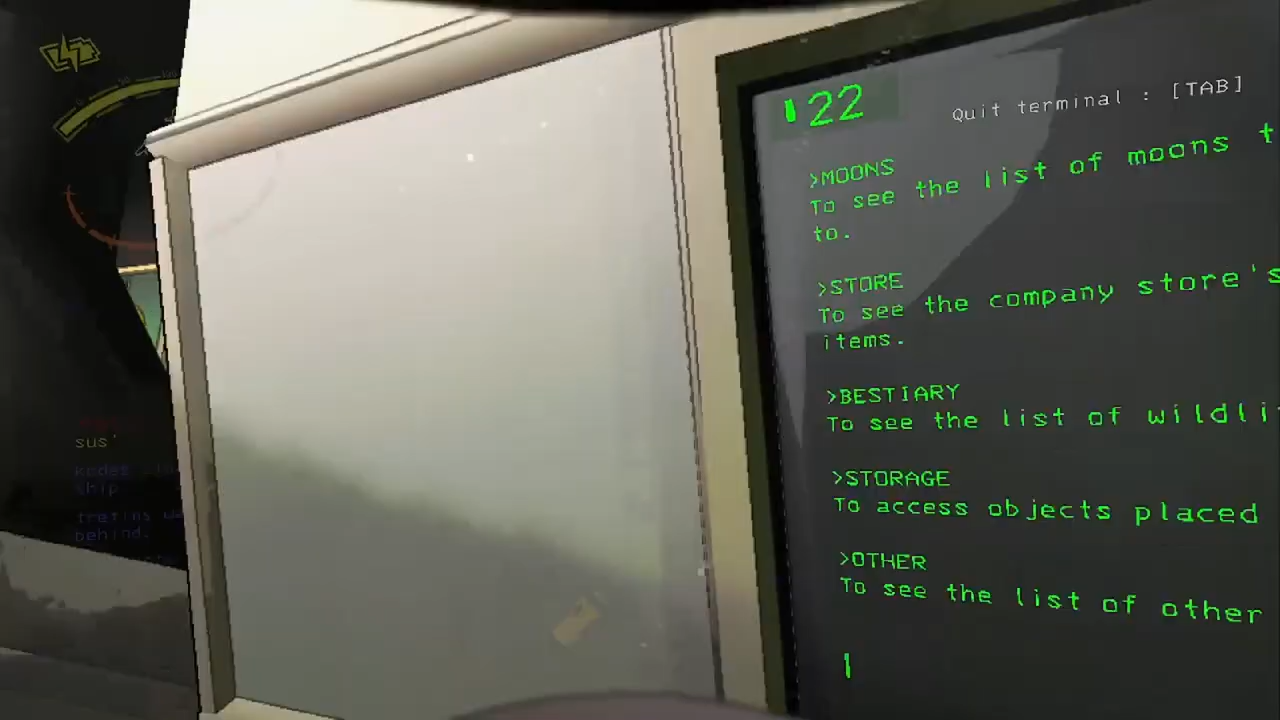 22
Quit terminal : [TAB]
>MOONS
To see the list of moons t
to.
>STORE
To see the company store's
items.
>BESTIARY
To see the list of wildli
>STORAGE
To access objects placed
>OTHER
To see the list of other
sus'
ship
behind.